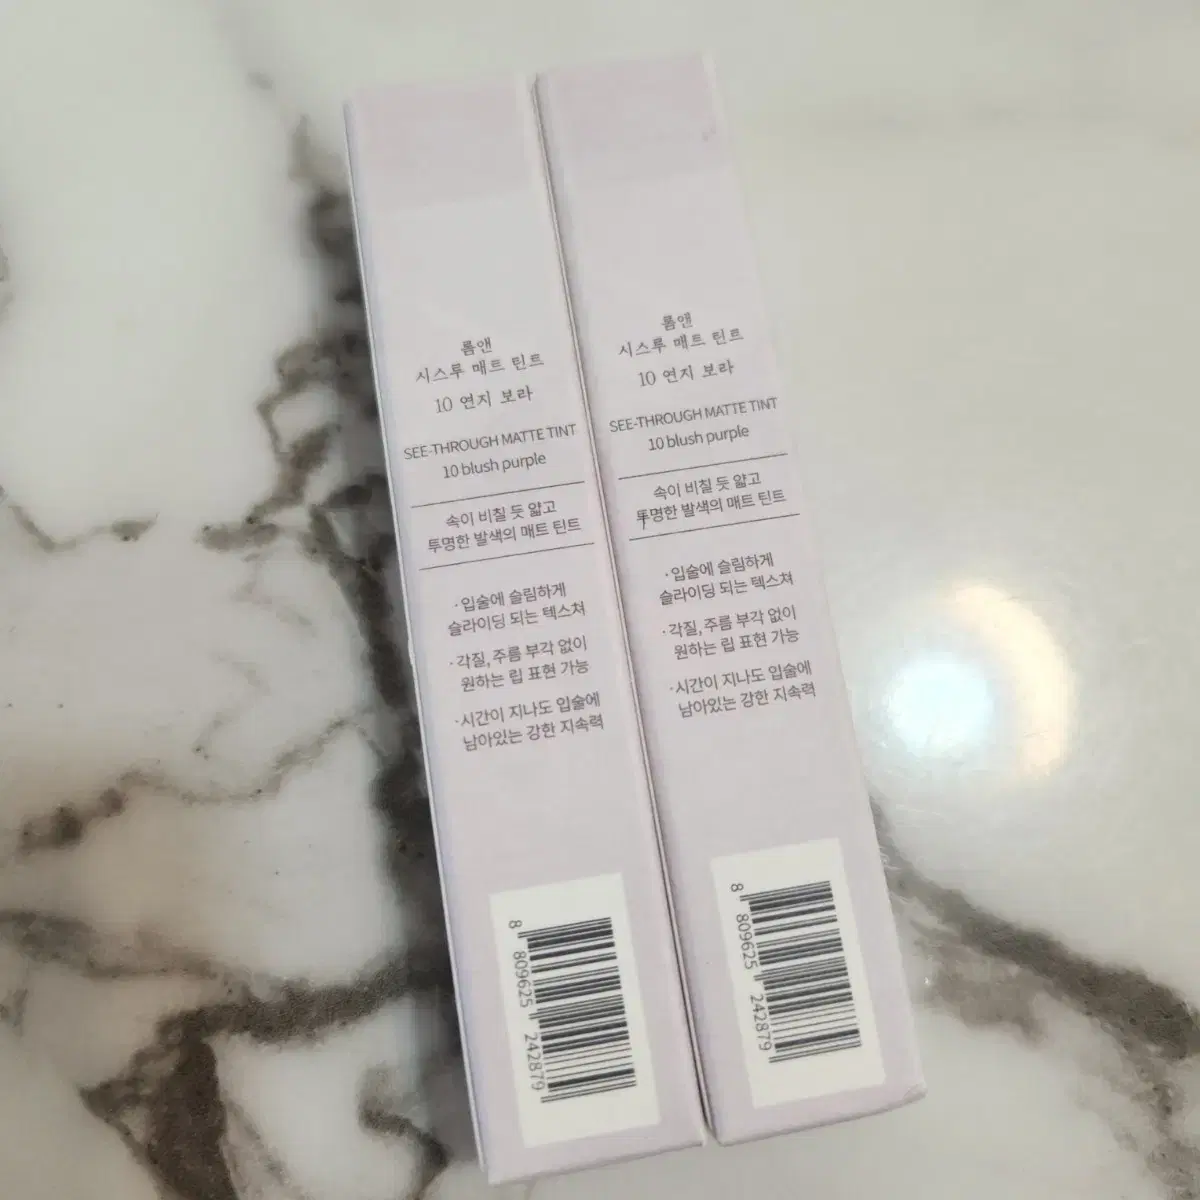 롬앤
시스루 매트 틴트
10 연지 보라
SEE-THROUGH MATTE TINT
10 blush purple
속이 비칠 듯 얇고
투명한 발색의 매트 틴트
·입술에 슬림하게
슬라이딩 되는 텍스쳐
·각질, 주름 부각 없이
원하는 립 표현 가능
·시간이 지나도 입술에
남아있는 강한 지속력
8 809625 242879
롬앤
시스루 매트 틴트
10 연지 보라
SEE-THROUGH MATTE TINT
10 blush purple
속이 비칠 듯 얇고
투명한 발색의 매트 틴트
·입술에 슬림하게
슬라이딩 되는 텍스쳐
·각질, 주름 부각 없이
원하는 립 표현 가능
·시간이 지나도 입술에
남아있는 강한 지속력
8 809625 242879